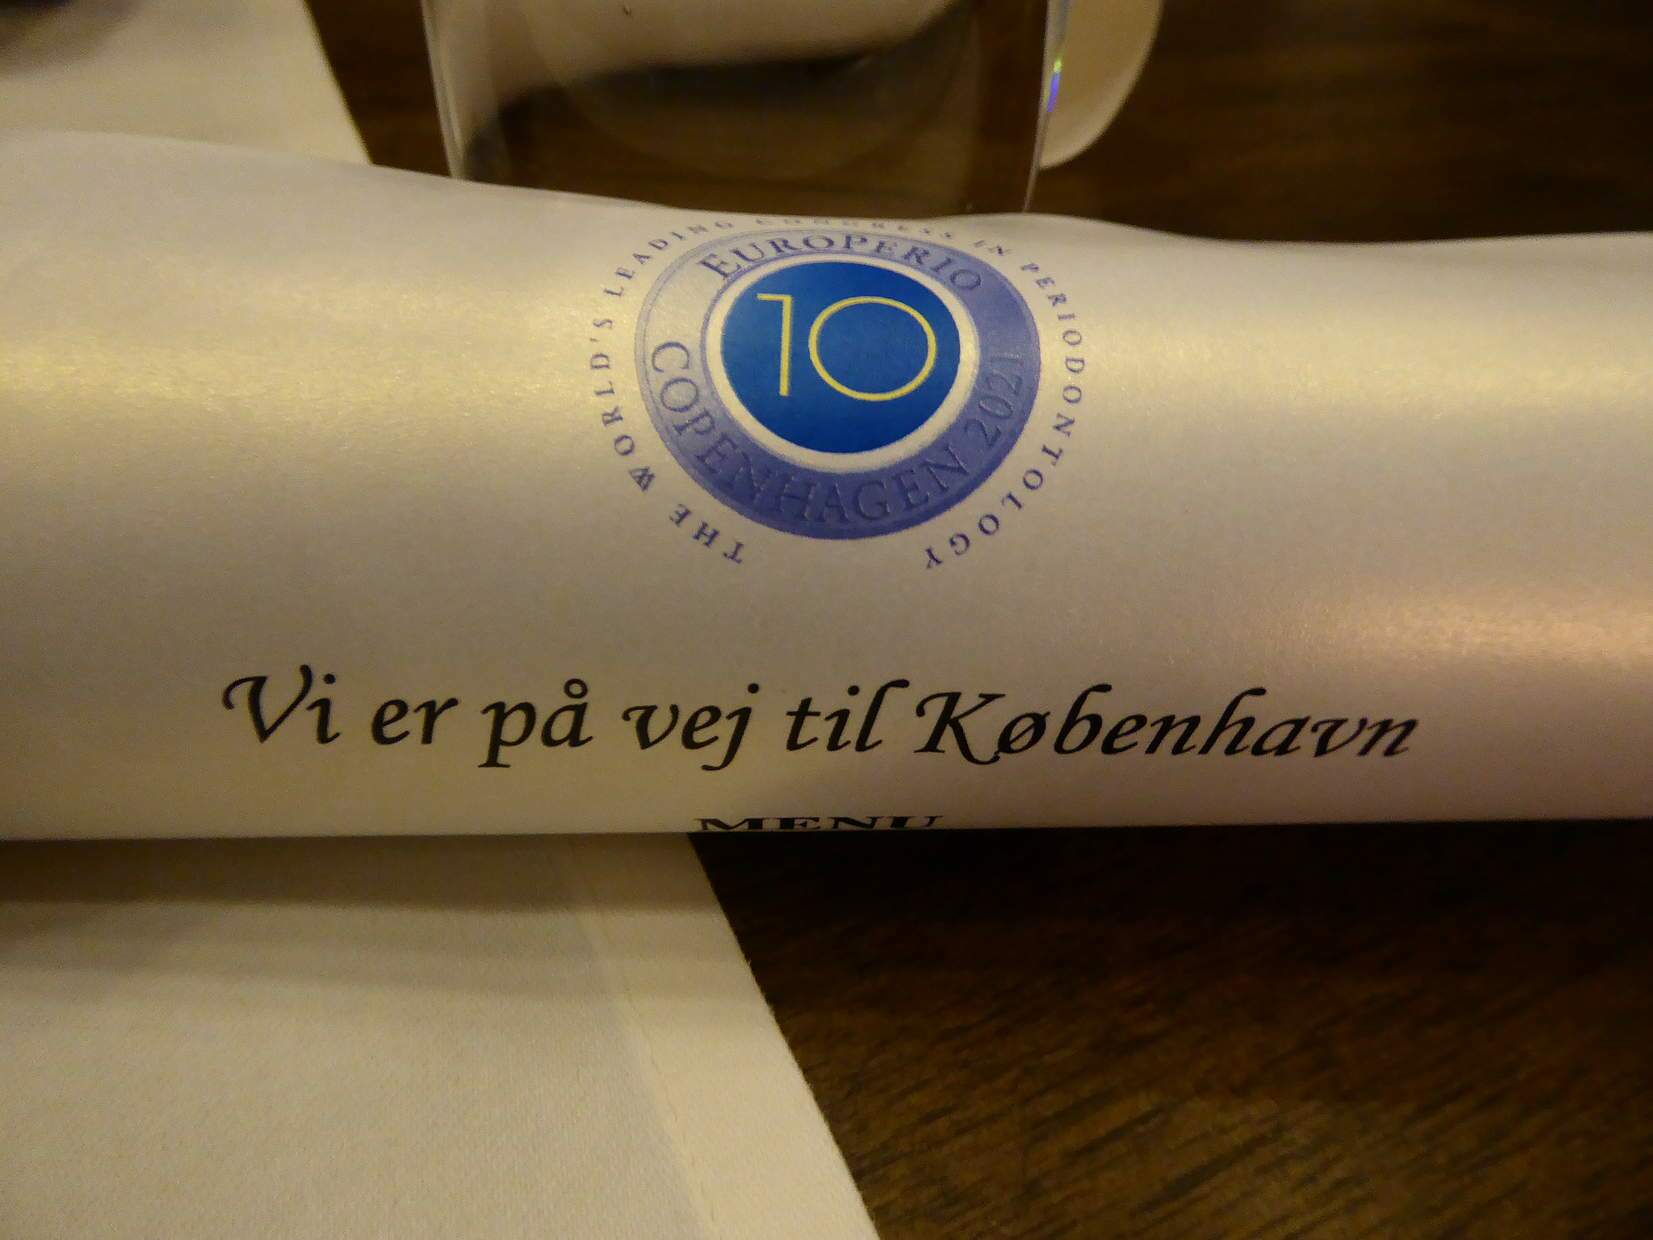 THE WORLD'S LEADING CONGRESS IN PERIODONTOLOGY
EUROPERIO
10
COPENHAGEN 2021
Vi er på vej til København
MENU